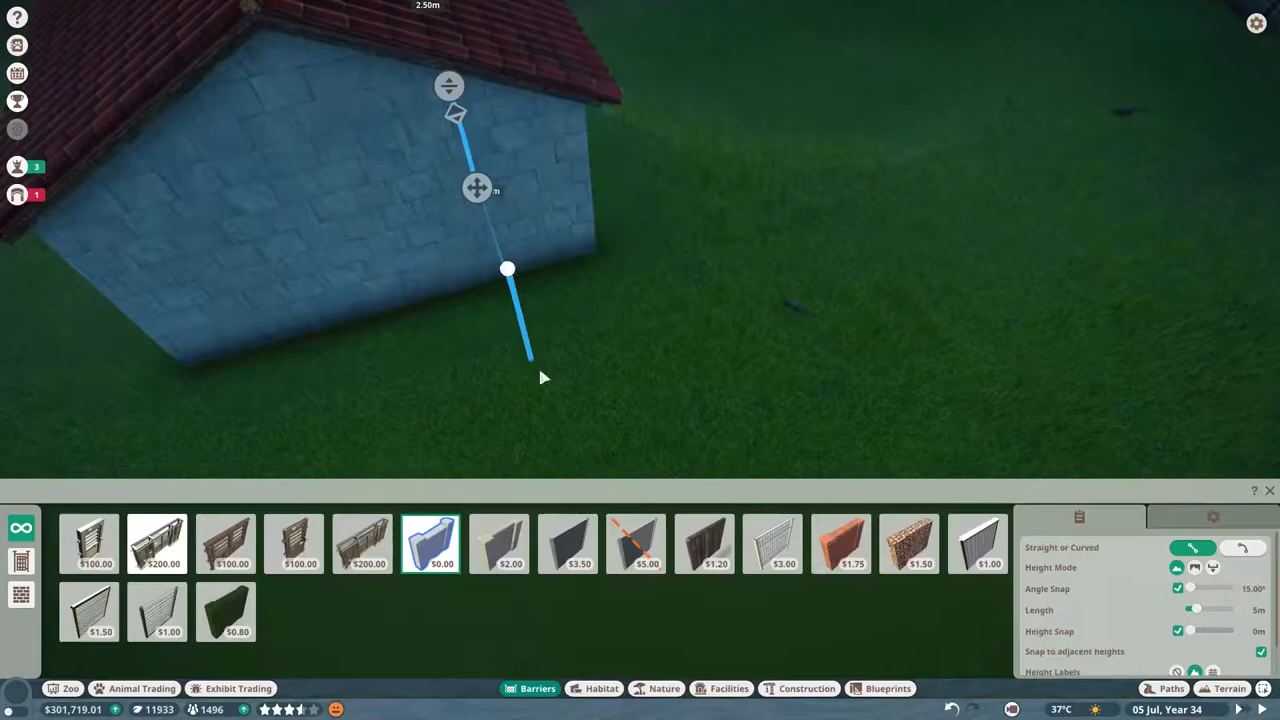 2.50m
m
3
1
$100.00
$200.00
$100.00
$100.00
$200.00
$0.00
$2.00
$3.50
$5.00
$1.20
$3.00
$1.75
$1.50
$1.00
$1.50
$1.00
$0.80
Straight or Curved
Height Mode
Angle Snap 15.00°
Length 5m
Height Snap 0m
Snap to adjacent heights
Height Labels
Zoo Animal Trading Exhibit Trading Barriers Habitat Nature Facilities Construction Blueprints Paths Terrain
$301,719.01 11933 1496 37°C 05 Jul, Year 34